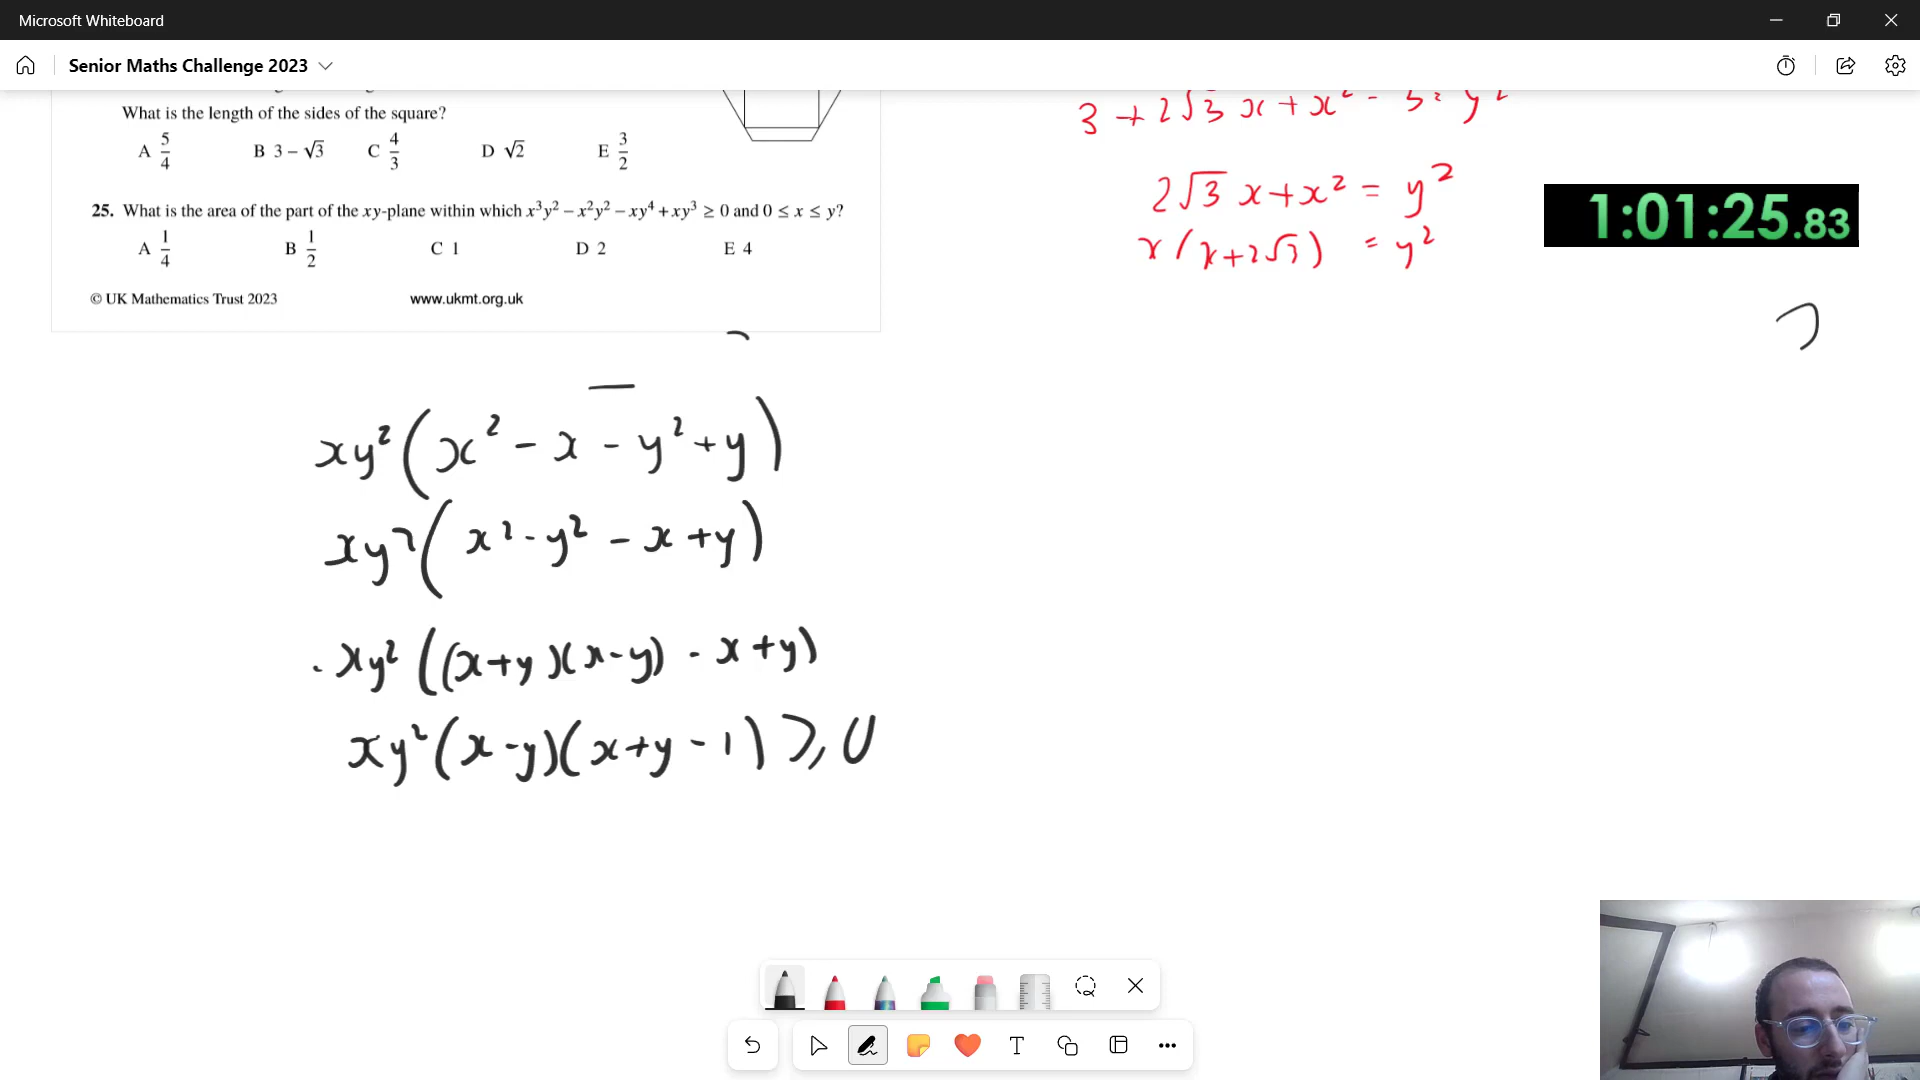 Microsoft Whiteboard
Senior Maths Challenge 2023
What is the length of the sides of the square?
A 5/4 B 3 − √3 C 4/3 D √2 E 3/2
25. What is the area of the part of the xy-plane within which x³y² − x²y² − xy⁴ + xy³ ≥ 0 and 0 ≤ x ≤ y?
A 1/4 B 1/2 C 1 D 2 E 4
© UK Mathematics Trust 2023 www.ukmt.org.uk
2√3 x + x² = y²
x(x+2√3) = y²
1:01:25.83
xy²(x² - x - y² + y)
xy²(x² - y² - x + y)
xy²((x+y)(x-y) - x + y)
xy²(x-y)(x+y-1) ≥ 0
T